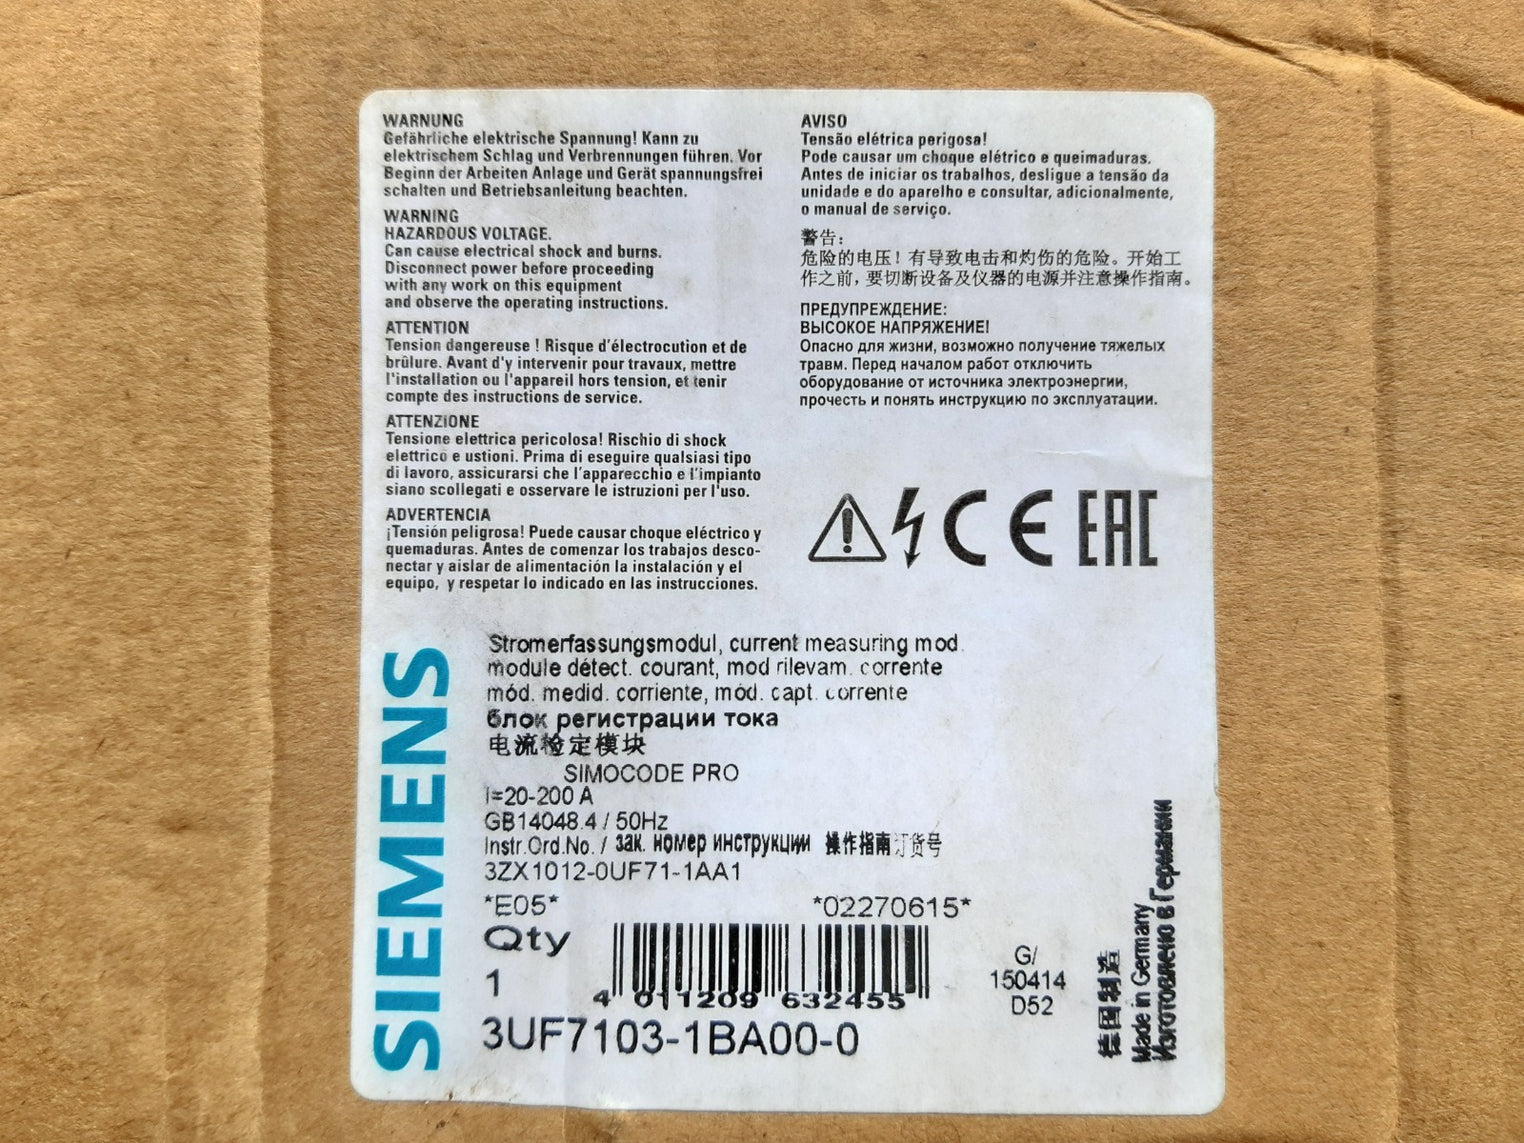 WARNUNG
Gefährliche elektrische Spannung! Kann zu
elektrischem Schlag und Verbrennungen führen. Vor
Beginn der Arbeiten Anlage und Gerät spannungsfrei
schalten und Betriebsanleitung beachten.
WARNING
HAZARDOUS VOLTAGE.
Can cause electrical shock and burns.
Disconnect power before proceeding
with any work on this equipment
and observe the operating instructions.
ATTENTION
Tension dangereuse ! Risque d'électrocution et de
brûlure. Avant d'y intervenir pour travaux, mettre
l'installation ou l'appareil hors tension, et tenir
compte des instructions de service.
ATTENZIONE
Tensione elettrica pericolosa! Rischio di shock
elettrico e ustioni. Prima di eseguire qualsiasi tipo
di lavoro, assicurarsi che l'apparecchio e l'impianto
siano scollegati e osservare le istruzioni per l'uso.
ADVERTENCIA
¡Tensión peligrosa! Puede causar choque eléctrico y
quemaduras. Antes de comenzar los trabajos desco-
nectar y aislar de alimentación la instalación y el
equipo, y respetar lo indicado en las instrucciones.
AVISO
Tensão elétrica perigosa!
Pode causar um choque elétrico e queimaduras.
Antes de iniciar os trabalhos, desligue a tensão da
unidade e do aparelho e consultar, adicionalmente,
o manual de serviço.
警告:
危险的电压! 有导致电击和灼伤的危险。开始工
作之前, 要切断设备及仪器的电源并注意操作指南。
ПРЕДУПРЕЖДЕНИЕ:
ВЫСОКОЕ НАПРЯЖЕНИЕ!
Опасно для жизни, возможно получение тяжелых
травм. Перед началом работ отключить
оборудование от источника электроэнергии,
прочесть и понять инструкцию по эксплуатации.
CE EAC
SIEMENS
Stromerfassungsmodul, current measuring mod.
module détect. courant, mod rilevam. corrente
mód. medid. corriente, mód. capt. corrente
блок регистрации тока
电流检定模块
SIMOCODE PRO
I=20-200 A
GB14048.4 / 50Hz
Instr.Ord.No. / зак. номер инструкции 操作指南订货号
3ZX1012-0UF71-1AA1
*E05* *02270615*
Qty
1
4 011209 632455
3UF7103-1BA00-0
G/
150414
D52
德国制造
Made in Germany
Изготовлено в Германии